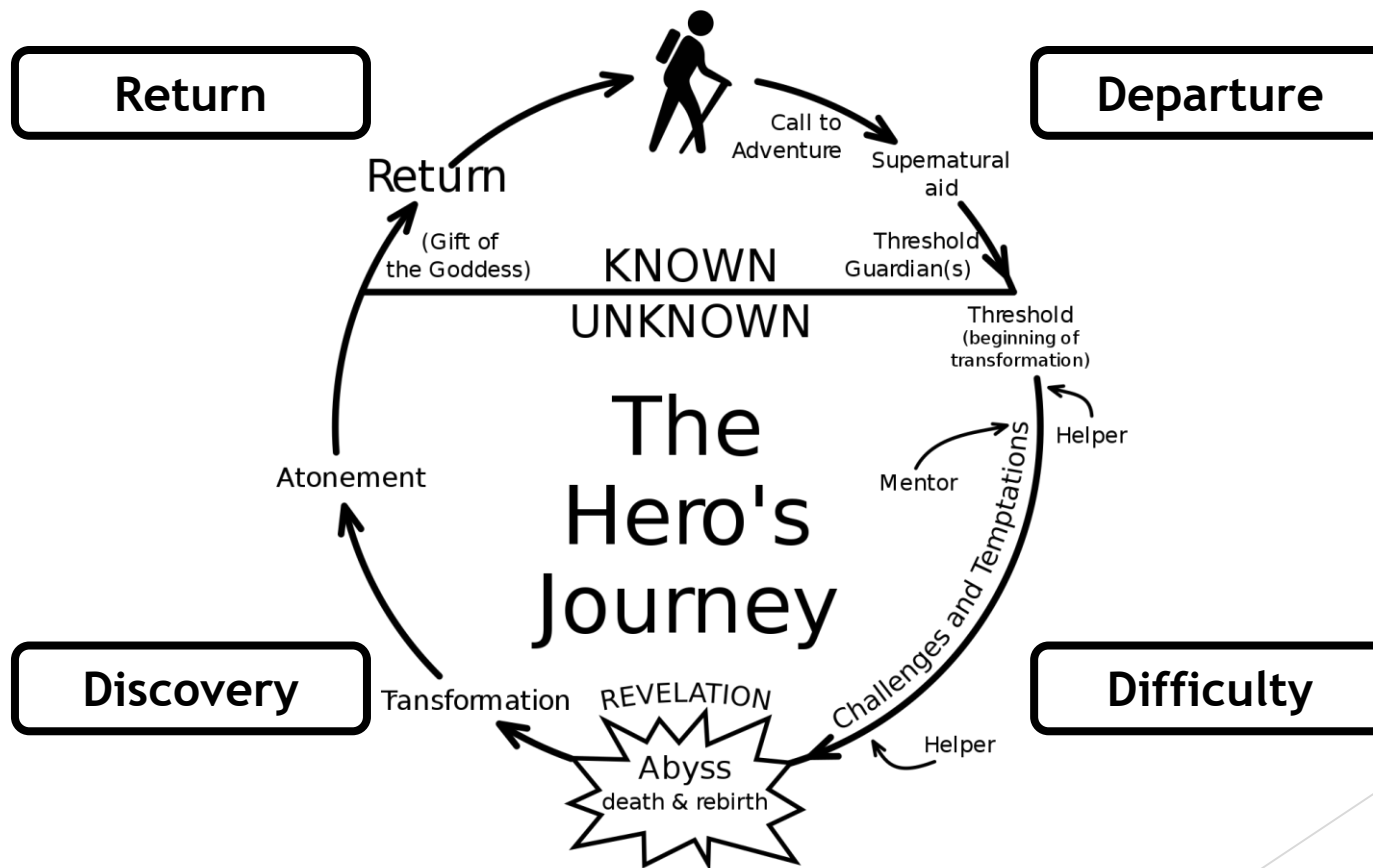 Return
Departure
Call to
Adventure
Supernatural
aid
Return
(Gift of
the Goddess)
Threshold
Guardian(s)
KNOWN
UNKNOWN
Threshold
(beginning of
transformation)
Helper
Mentor
Challenges and Temptations
The
Hero's
Journey
Atonement
Discovery
Difficulty
Tansformation
REVELATION
Helper
Abyss
death & rebirth